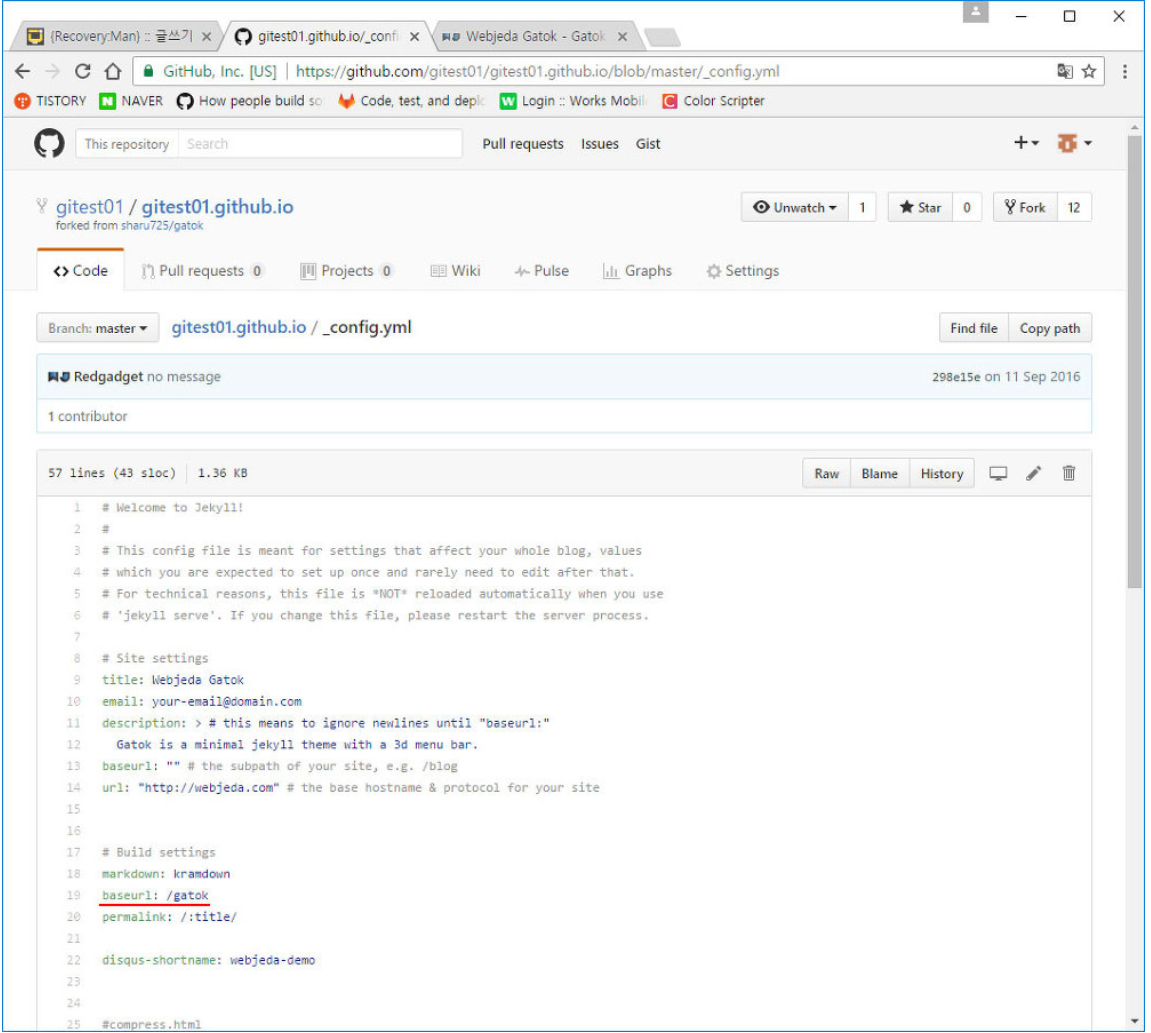 {Recovery:Man} :: 글쓰기
gitest01.github.io/_confi
Webjeda Gatok - Gatok
GitHub, Inc. [US] | https://github.com/gitest01/gitest01.github.io/blob/master/_config.yml
TISTORY NAVER How people build so Code, test, and deplo Login :: Works Mobil Color Scripter
This repository Search Pull requests Issues Gist
gitest01 / gitest01.github.io Unwatch 1 Star 0 Fork 12
forked from sharu725/gatok
Code Pull requests 0 Projects 0 Wiki Pulse Graphs Settings
Branch: master gitest01.github.io / _config.yml Find file Copy path
Redgadget no message 298e15e on 11 Sep 2016
1 contributor
57 lines (43 sloc) 1.36 KB Raw Blame History
1 # Welcome to Jekyll!
2 #
3 # This config file is meant for settings that affect your whole blog, values
4 # which you are expected to set up once and rarely need to edit after that.
5 # For technical reasons, this file is *NOT* reloaded automatically when you use
6 # 'jekyll serve'. If you change this file, please restart the server process.
7
8 # Site settings
9 title: Webjeda Gatok
10 email: your-email@domain.com
11 description: > # this means to ignore newlines until "baseurl:"
12 Gatok is a minimal jekyll theme with a 3d menu bar.
13 baseurl: "" # the subpath of your site, e.g. /blog
14 url: "http://webjeda.com" # the base hostname & protocol for your site
15
16
17 # Build settings
18 markdown: kramdown
19 baseurl: /gatok
20 permalink: /:title/
21
22 disqus-shortname: webjeda-demo
23
24
25 #compress.html